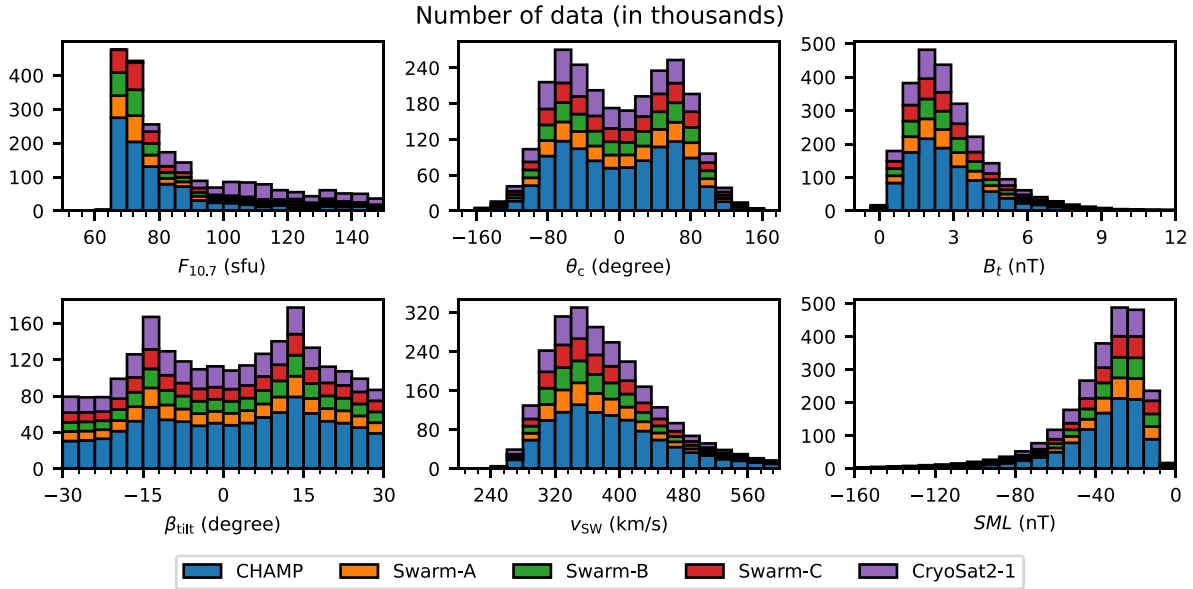 Number of data (in thousands)
400
300
200
100
0
60 80 100 120 140
F10.7 (sfu)
240
180
120
60
0
−160 −80 0 80 160
θc (degree)
500
400
300
200
100
0
0 3 6 9 12
Bt (nT)
160
120
80
40
0
−30 −15 0 15 30
βtilt (degree)
320
240
160
80
0
240 320 400 480 560
vSW (km/s)
500
400
300
200
100
0
−160 −120 −80 −40 0
SML (nT)
CHAMP Swarm-A Swarm-B Swarm-C CryoSat2-1